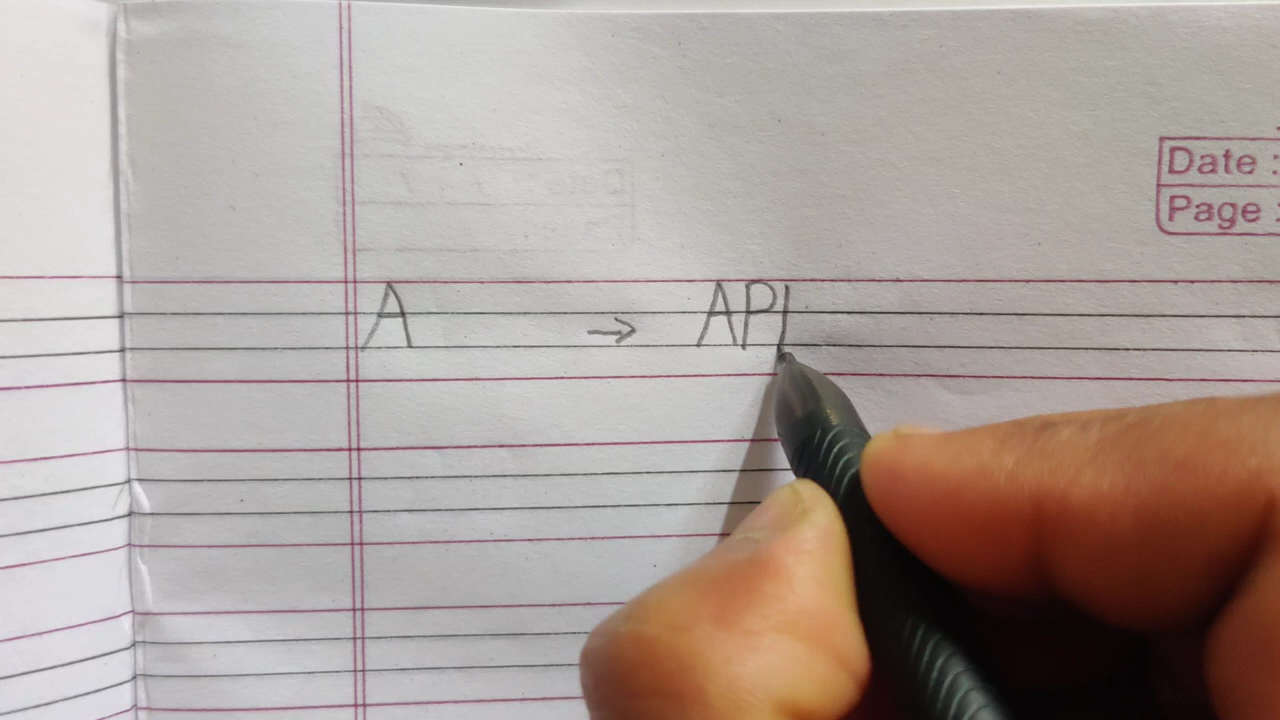 Date :
Page :
A → API